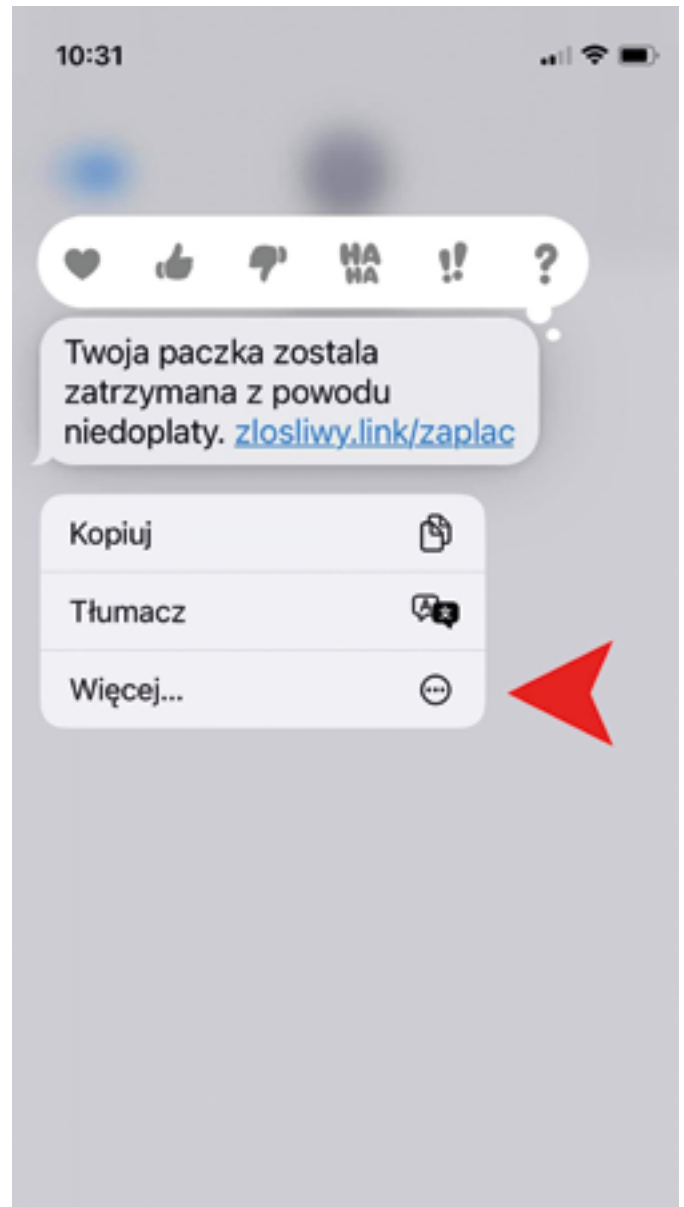 10:31
HA
HA
!!
?
Twoja paczka zostala
zatrzymana z powodu
niedoplaty. zlosliwy.link/zaplac
Kopiuj
Tłumacz
Więcej...